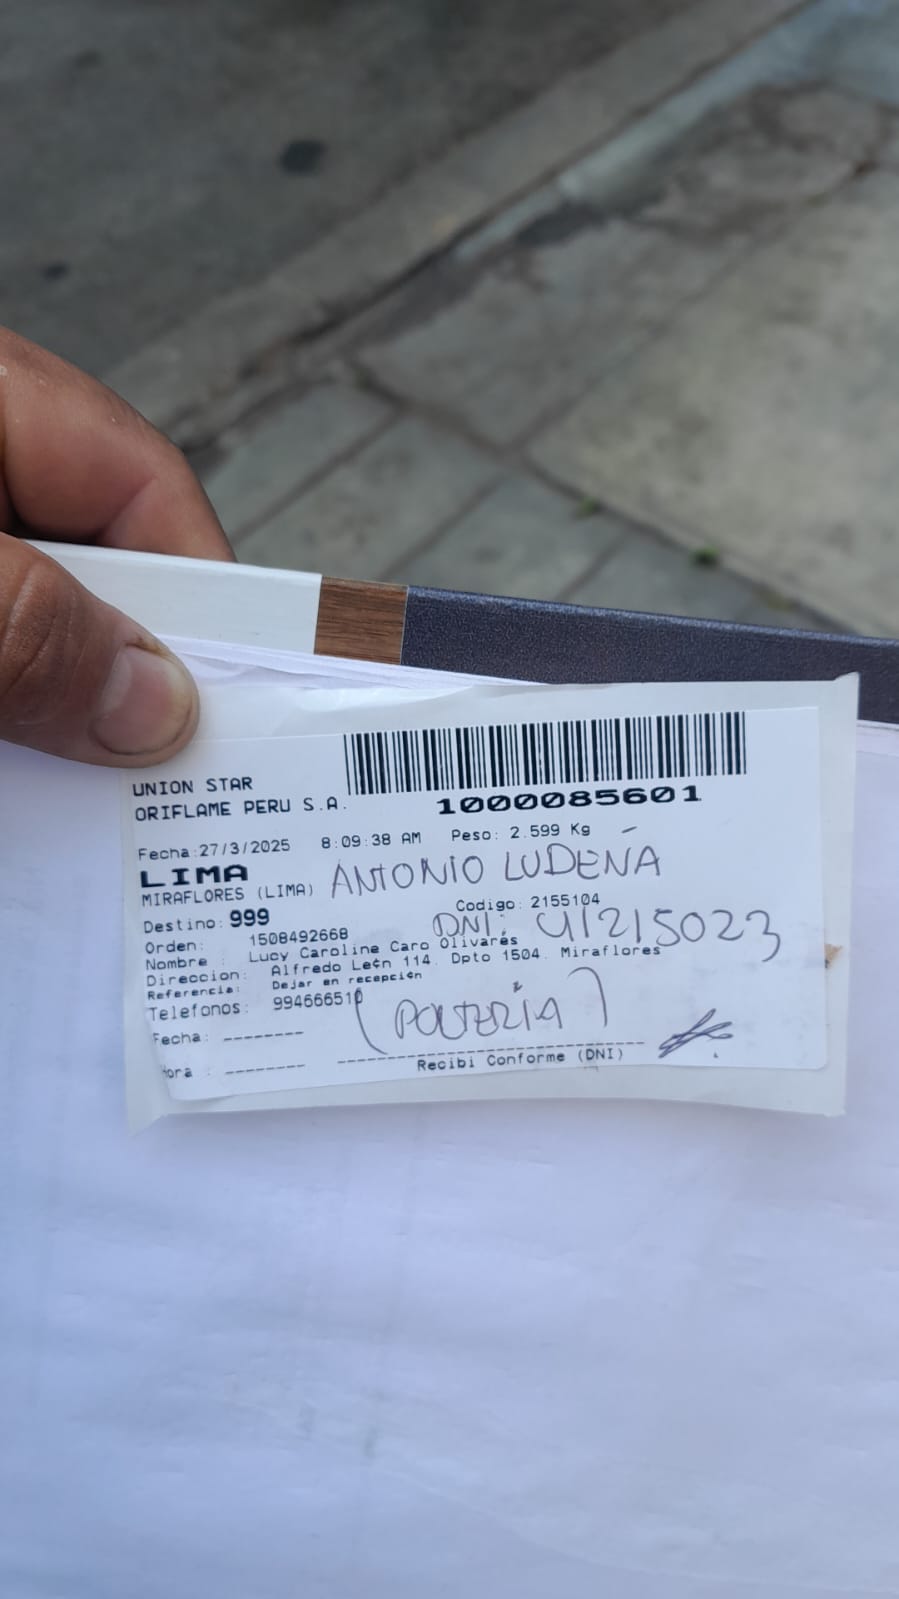 UNION STAR
ORIFLAME PERU S.A.
1000085601
Fecha:27/3/2025 8:09:38 AM Peso: 2.599 Kg
LIMA
ANTONIO LUDEÑA
MIRAFLORES (LIMA)
Destino: 999 Codigo: 2155104
DNI: 41215023
Orden: 1508492668
Nombre : Lucy Caroline Caro Olivares
Direccion: Alfredo Le¢n 114. Dpto 1504. Miraflores
Referencia: Dejar en recepción
Telefonos: 994666510
(PORTERÍA)
Fecha: --------
Hora : --------
Recibi Conforme (DNI)